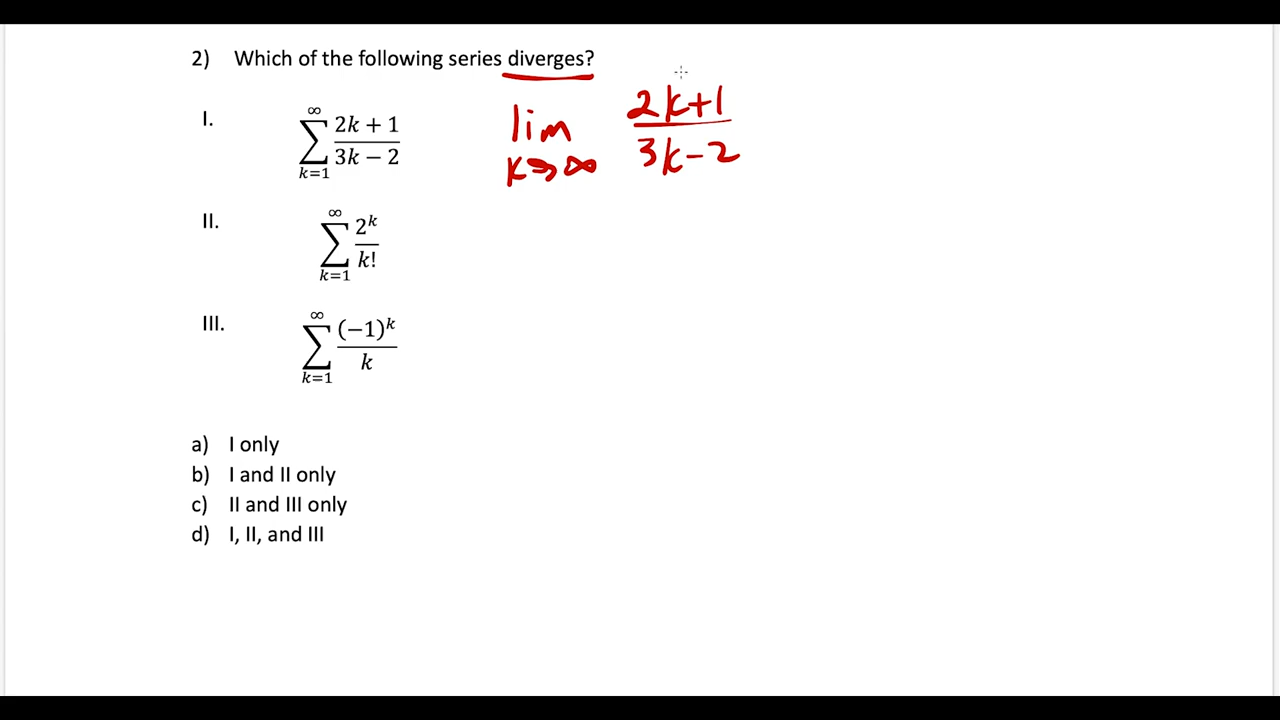 2) Which of the following series diverges?
I. ∞ ∑ k=1 (2k + 1)/(3k − 2)
lim k→∞ (2k+1)/(3k−2)
II. ∞ ∑ k=1 2^k/k!
III. ∞ ∑ k=1 (−1)^k/k
a) I only
b) I and II only
c) II and III only
d) I, II, and III